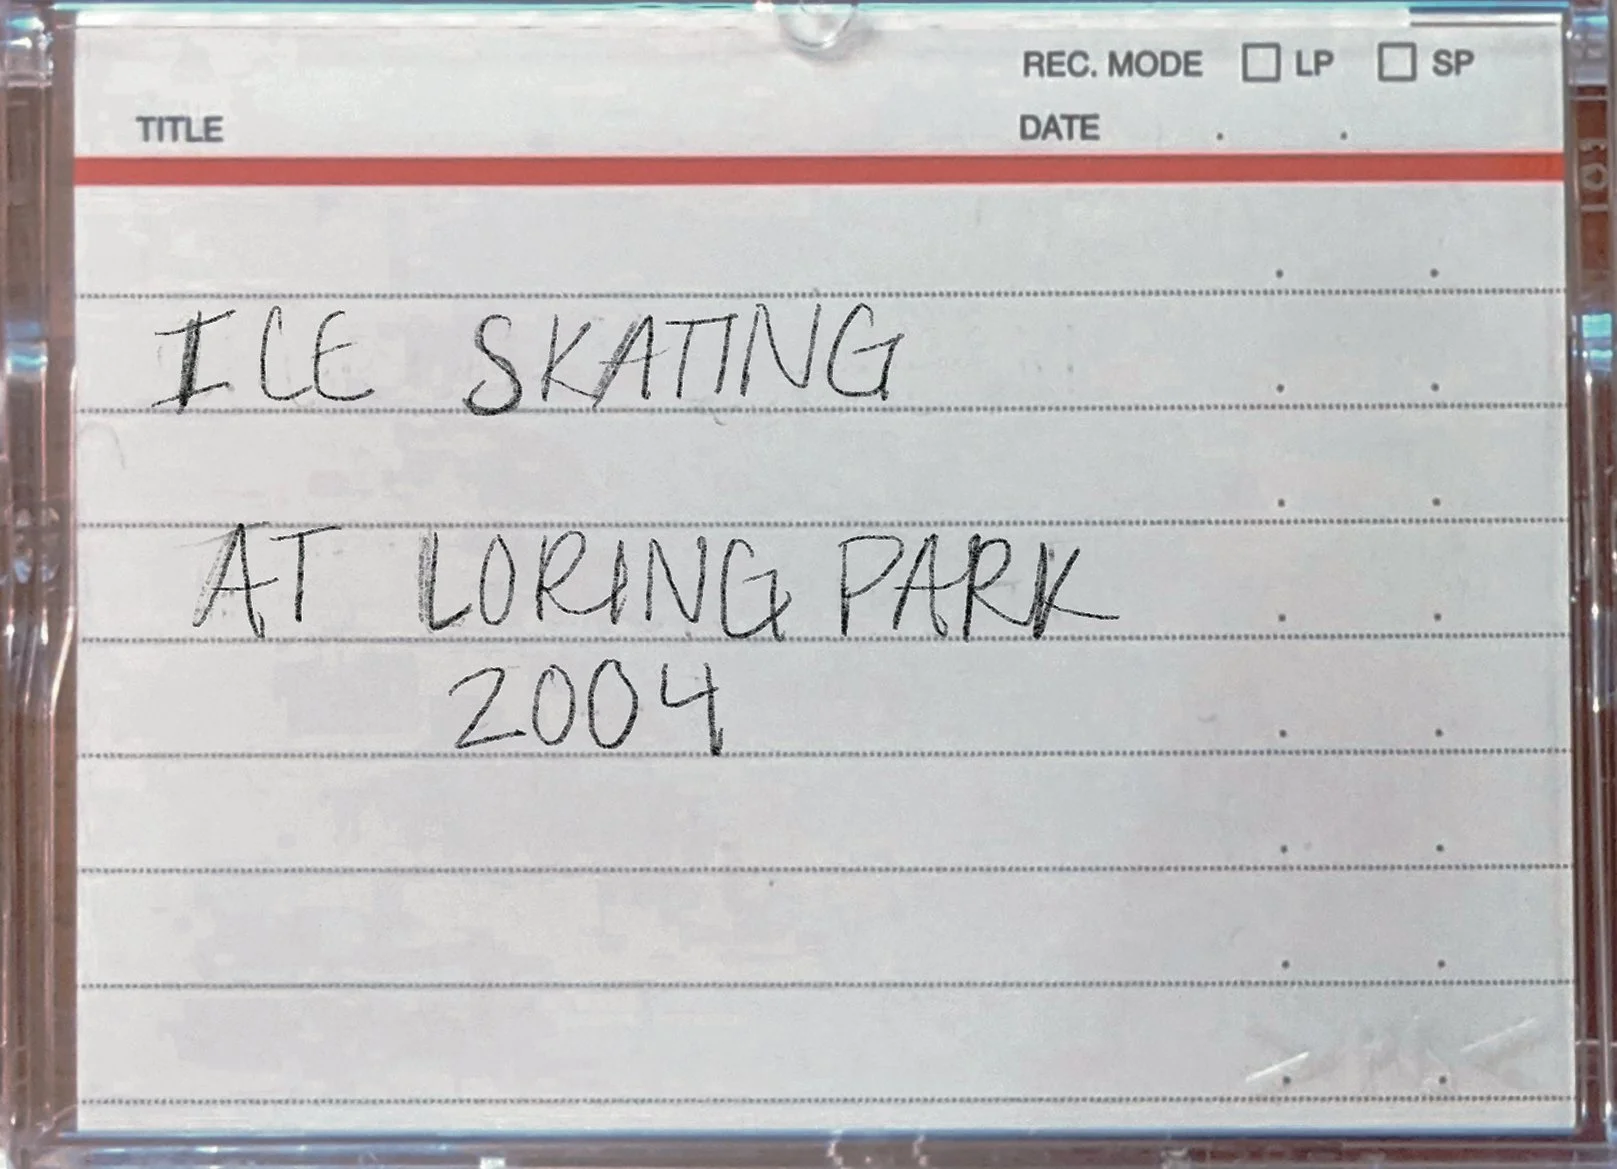 REC. MODE □ LP □ SP
TITLE DATE . .
ICE SKATING
AT LORING PARK
2004